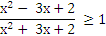 x² − 3x + 2
x² + 3x + 2 ≥ 1